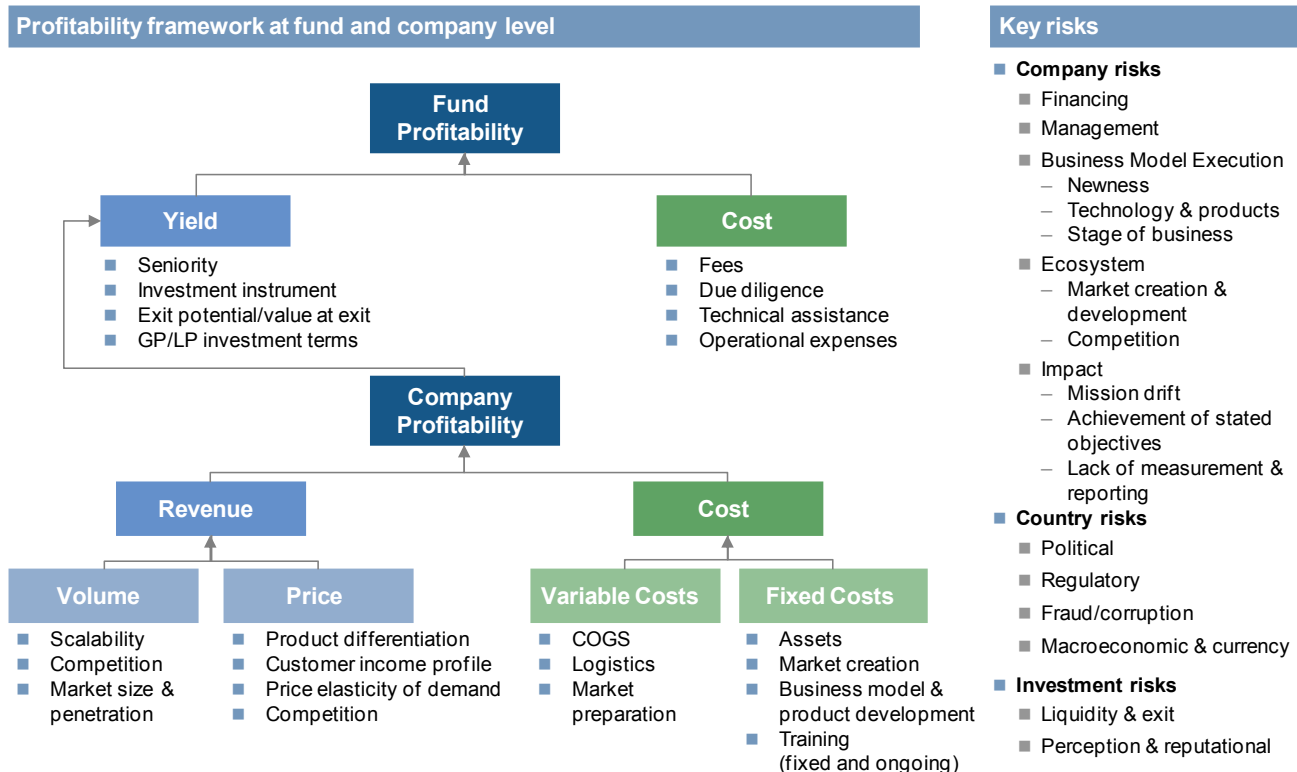 Profitability framework at fund and company level
Fund
Profitability
Yield
Seniority
Investment instrument
Exit potential/value at exit
GP/LP investment terms
Cost
Fees
Due diligence
Technical assistance
Operational expenses
Company
Profitability
Revenue
Cost
Volume
Scalability
Competition
Market size &
penetration
Price
Product differentiation
Customer income profile
Price elasticity of demand
Competition
Variable Costs
COGS
Logistics
Market
preparation
Fixed Costs
Assets
Market creation
Business model &
product development
Training
(fixed and ongoing)
Key risks
Company risks
Financing
Management
Business Model Execution
– Newness
– Technology & products
– Stage of business
Ecosystem
– Market creation &
development
– Competition
Impact
– Mission drift
– Achievement of stated
objectives
– Lack of measurement &
reporting
Country risks
Political
Regulatory
Fraud/corruption
Macroeconomic & currency
Investment risks
Liquidity & exit
Perception & reputational